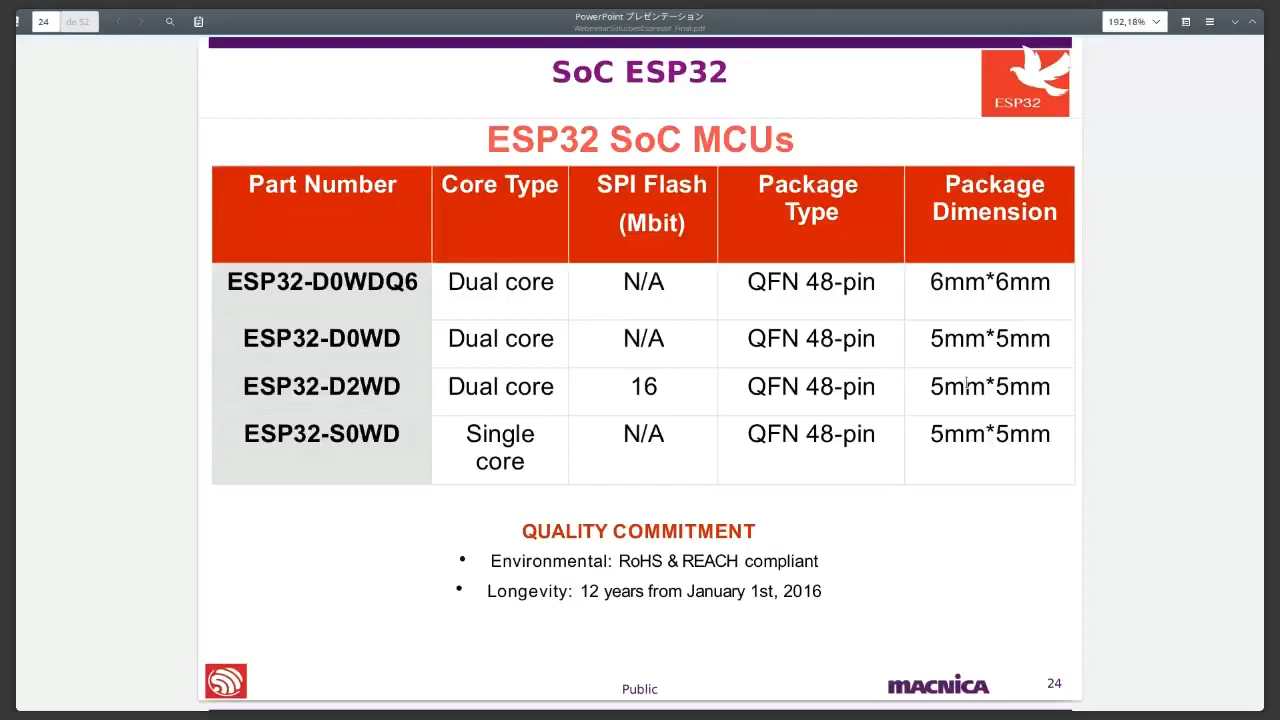 24 de 52
PowerPoint プレゼンテーション
WebminarSolucoesEspressif_Final.pdf
192,18%
SoC ESP32
ESP32
ESP32 SoC MCUs
Part Number Core Type SPI Flash (Mbit) Package Type Package Dimension
ESP32-D0WDQ6 Dual core N/A QFN 48-pin 6mm*6mm
ESP32-D0WD Dual core N/A QFN 48-pin 5mm*5mm
ESP32-D2WD Dual core 16 QFN 48-pin 5mm*5mm
ESP32-S0WD Single core N/A QFN 48-pin 5mm*5mm
QUALITY COMMITMENT
• Environmental: RoHS & REACH compliant
• Longevity: 12 years from January 1st, 2016
Public
MACNICA
24